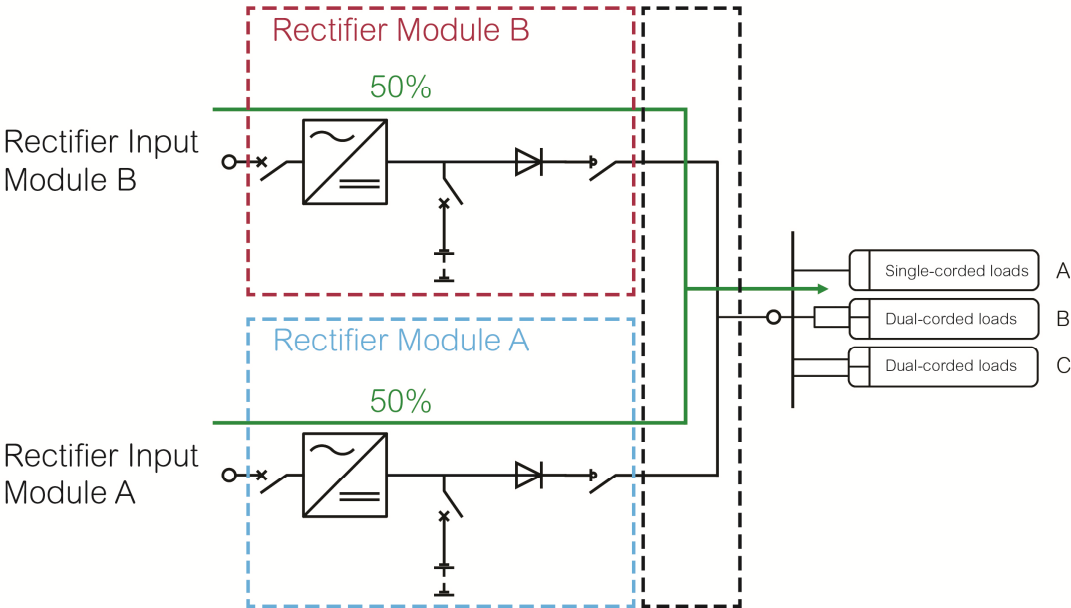 Rectifier Module B
50%
Rectifier Input
Module B
Single-corded loads A
Dual-corded loads B
Dual-corded loads C
Rectifier Module A
50%
Rectifier Input
Module A